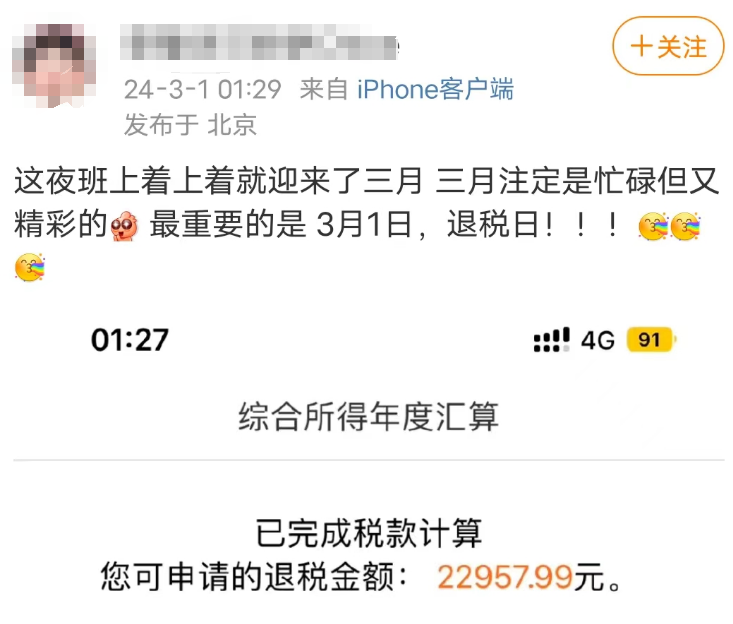 +关注
24-3-1 01:29 来自 iPhone客户端
发布于 北京
这夜班上着上着就迎来了三月 三月注定是忙碌但又
精彩的 最重要的是 3月1日，退税日！！！
01:27 4G 91
综合所得年度汇算
已完成税款计算
您可申请的退税金额：22957.99元。